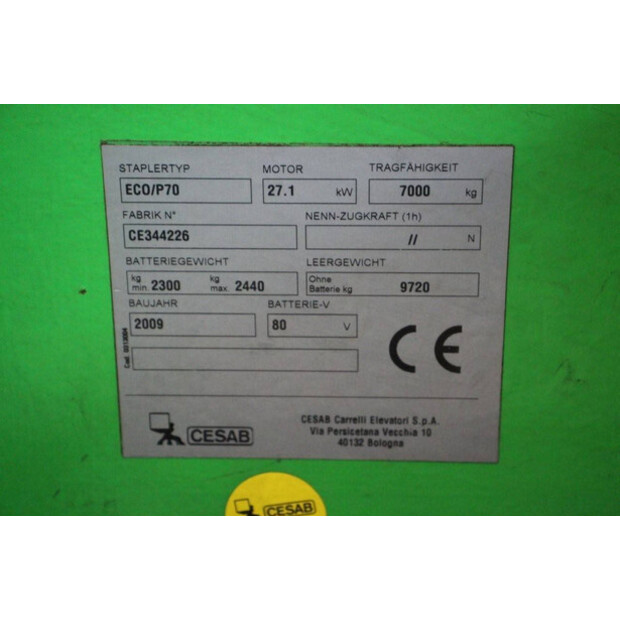 STAPLERTYP MOTOR TRAGFÄHIGKEIT
ECO/P70 27.1 kW 7000 kg
FABRIK N° NENN-ZUGKRAFT (1h)
CE344226 // N
BATTERIEGEWICHT LEERGEWICHT
kg min. 2300 kg max. 2440 Ohne Batterie kg 9720
BAUJAHR BATTERIE-V
2009 80 V
CE
CESAB
CESAB Carrelli Elevatori S.p.A.
Via Persicetana Vecchia 10
40132 Bologna
CESAB